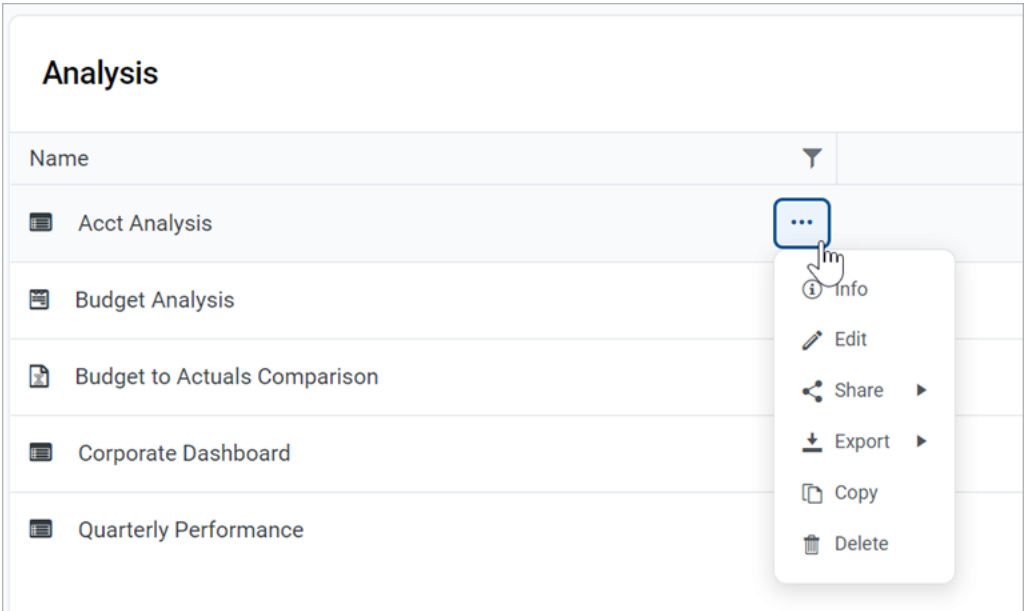 Analysis
Name
Acct Analysis
Info
Budget Analysis
Edit
Budget to Actuals Comparison
Share
Export
Corporate Dashboard
Copy
Quarterly Performance
Delete